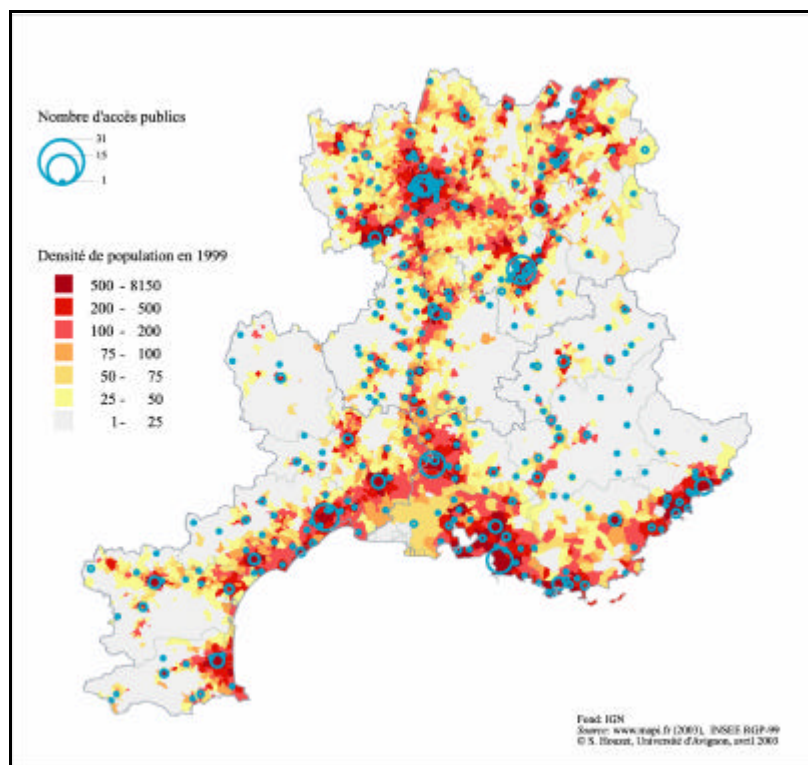 Nombre d'accès publics
31
15
1
Densité de population en 1999
500 - 8150
200 - 500
100 - 200
75 - 100
50 - 75
25 - 50
1 - 25
Fond: IGN
Source: www.mapi.fr (2003), INSEE RGP-99
© S. Houzet, Université d'Avignon, avril 2003